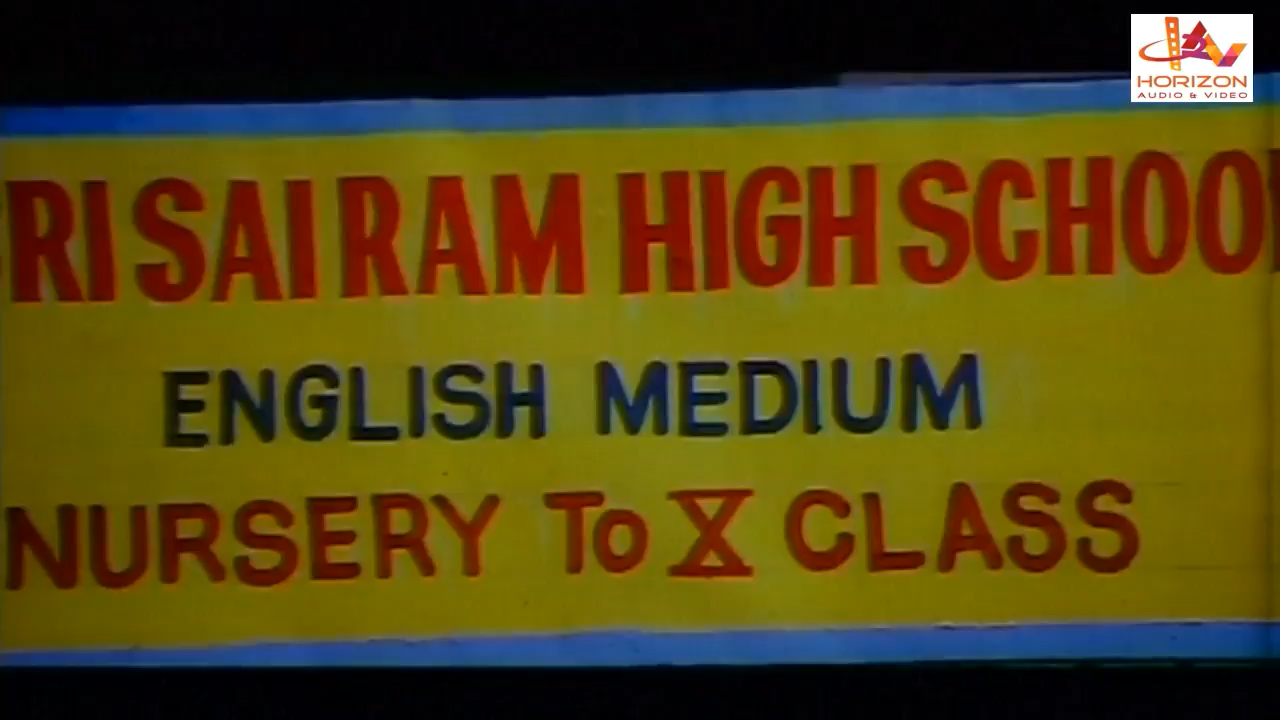 RI SAI RAM HIGH SCHOO
ENGLISH MEDIUM
NURSERY To X CLASS
HORIZON
AUDIO & VIDEO